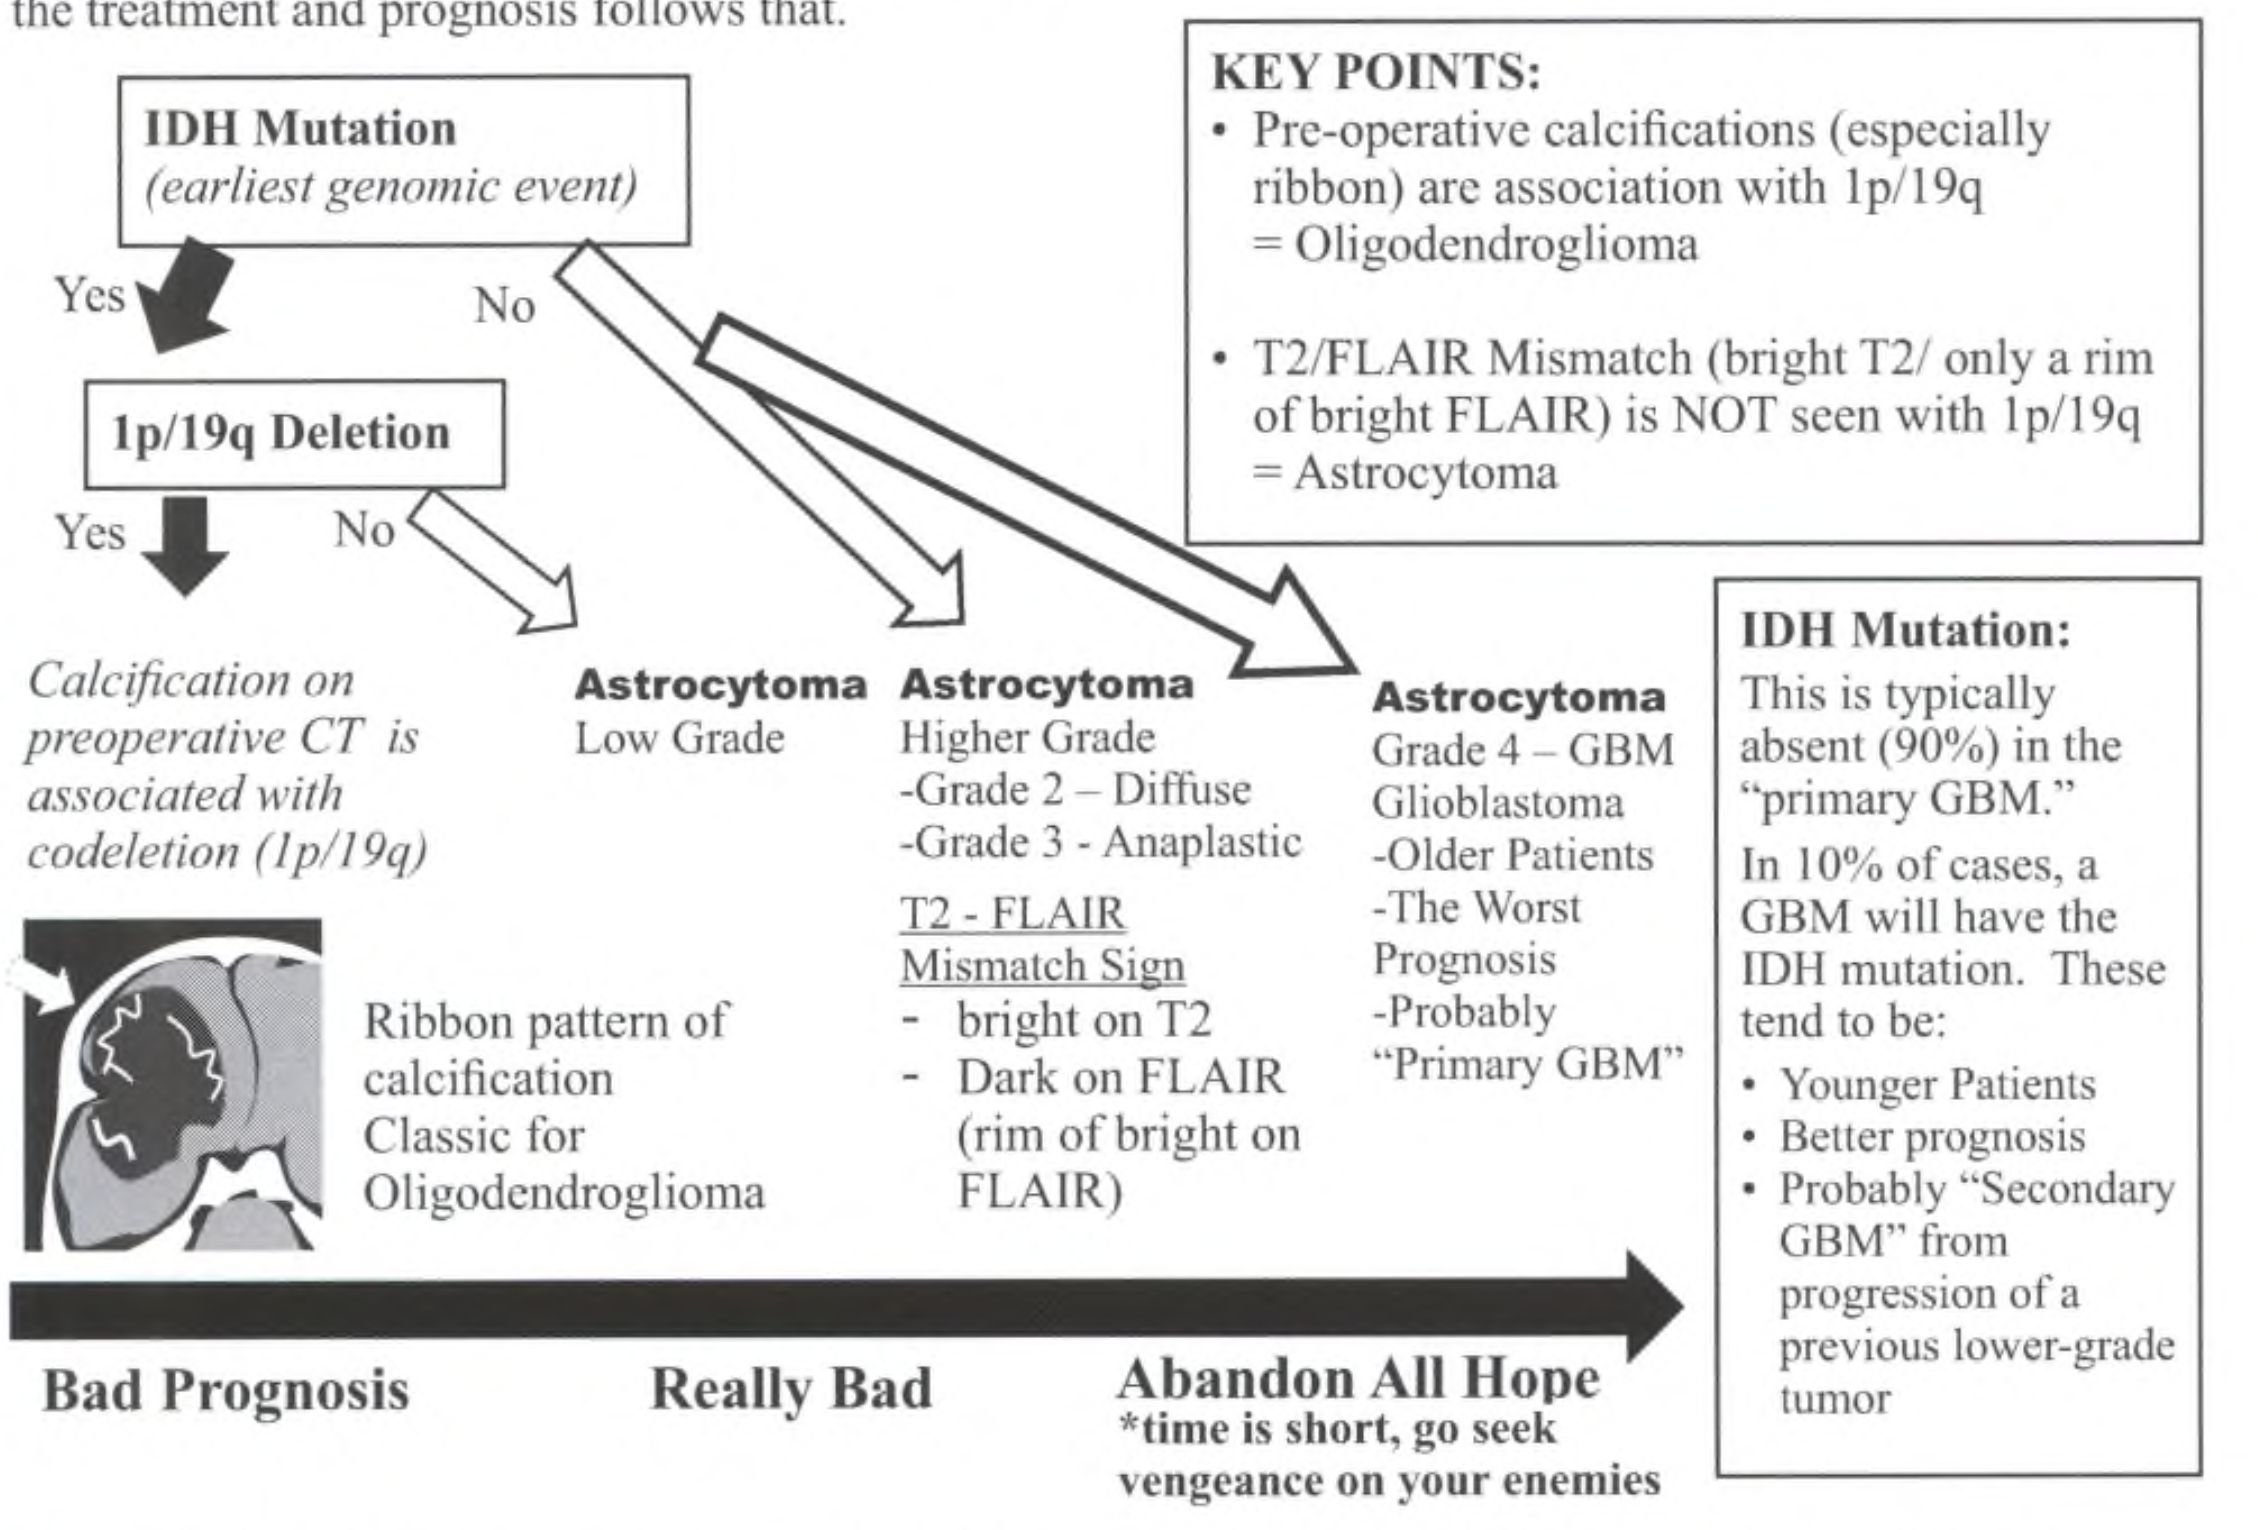 the treatment and prognosis follows that.
IDH Mutation
(earliest genomic event)
Yes
No
1p/19q Deletion
Yes
No
KEY POINTS:
• Pre-operative calcifications (especially
ribbon) are association with 1p/19q
= Oligodendroglioma
• T2/FLAIR Mismatch (bright T2/ only a rim
of bright FLAIR) is NOT seen with 1p/19q
= Astrocytoma
Calcification on
preoperative CT is
associated with
codeletion (1p/19q)
Ribbon pattern of
calcification
Classic for
Oligodendroglioma
Astrocytoma
Low Grade
Astrocytoma
Higher Grade
-Grade 2 – Diffuse
-Grade 3 - Anaplastic
T2 - FLAIR
Mismatch Sign
- bright on T2
- Dark on FLAIR
(rim of bright on
FLAIR)
Astrocytoma
Grade 4 – GBM
Glioblastoma
-Older Patients
-The Worst
Prognosis
-Probably
“Primary GBM”
IDH Mutation:
This is typically
absent (90%) in the
“primary GBM.”
In 10% of cases, a
GBM will have the
IDH mutation. These
tend to be:
• Younger Patients
• Better prognosis
• Probably “Secondary
GBM” from
progression of a
previous lower-grade
tumor
Bad Prognosis
Really Bad
Abandon All Hope
*time is short, go seek
vengeance on your enemies